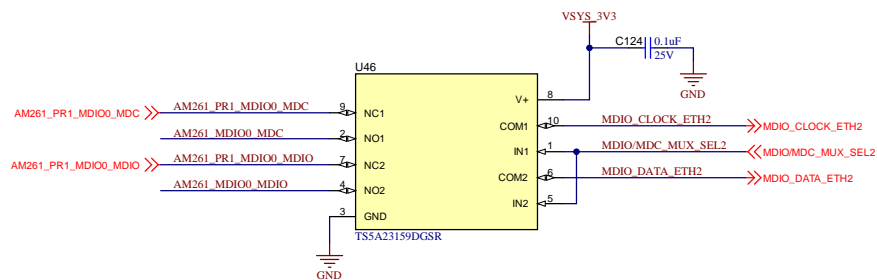 VSYS_3V3
C124 0.1uF
25V
GND
U46
AM261_PR1_MDIO0_MDC AM261_PR1_MDIO0_MDC 9 NC1
V+ 8
AM261_MDIO0_MDC 2 NO1
COM1 10 MDIO_CLOCK_ETH2 MDIO_CLOCK_ETH2
AM261_PR1_MDIO0_MDIO AM261_PR1_MDIO0_MDIO 7 NC2
IN1 1 MDIO/MDC_MUX_SEL2 MDIO/MDC_MUX_SEL2
AM261_MDIO0_MDIO 4 NO2
COM2 6 MDIO_DATA_ETH2 MDIO_DATA_ETH2
3 GND
IN2 5
TS5A23159DGSR
GND